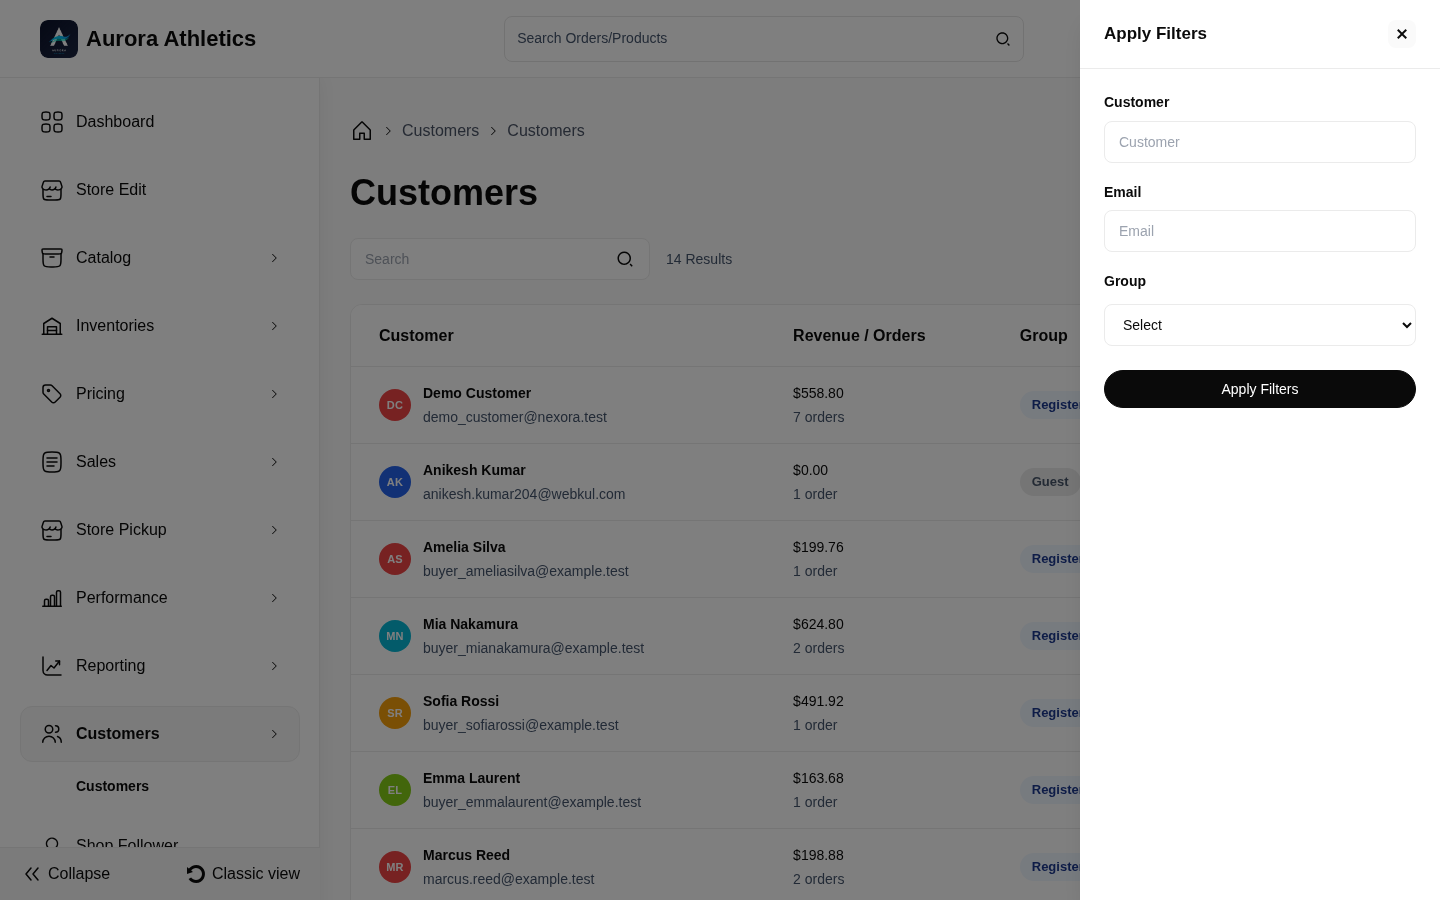 Aurora Athletics
Search Orders/Products
Dashboard
Store Edit
Catalog
Inventories
Pricing
Sales
Store Pickup
Performance
Reporting
Customers
Customers
Shop Follower
Collapse
Classic view
Customers
Customers
Customers
Search
14 Results
Customer
Revenue / Orders
Group
DC
Demo Customer
demo_customer@nexora.test
$558.80
7 orders
Register
AK
Anikesh Kumar
anikesh.kumar204@webkul.com
$0.00
1 order
Guest
AS
Amelia Silva
buyer_ameliasilva@example.test
$199.76
1 order
Register
MN
Mia Nakamura
buyer_mianakamura@example.test
$624.80
2 orders
Register
SR
Sofia Rossi
buyer_sofiarossi@example.test
$491.92
1 order
Register
EL
Emma Laurent
buyer_emmalaurent@example.test
$163.68
1 order
Register
MR
Marcus Reed
marcus.reed@example.test
$198.88
2 orders
Register
Apply Filters
Customer
Customer
Email
Email
Group
Select
Apply Filters